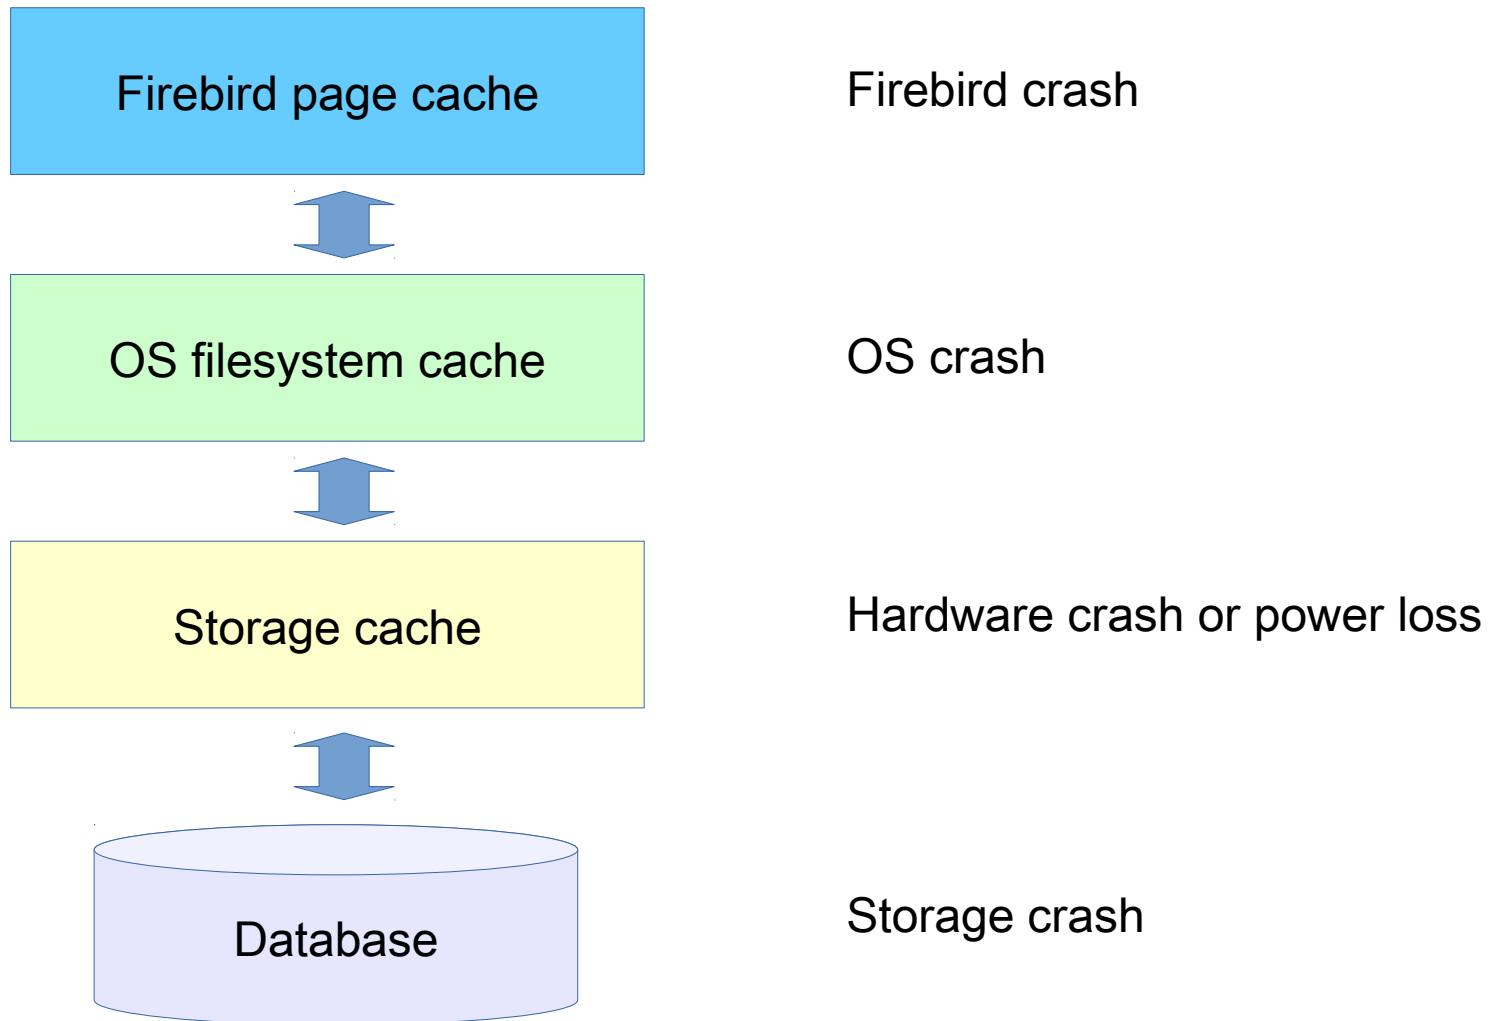 Firebird page cache
Firebird crash
OS filesystem cache
OS crash
Storage cache
Hardware crash or power loss
Database
Storage crash